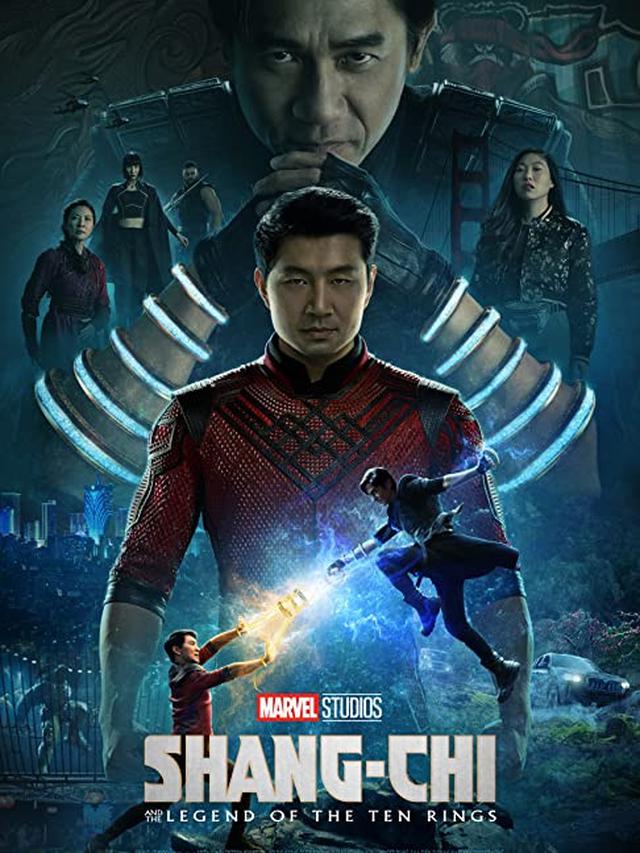 MARVEL STUDIOS
SHANG-CHI
AND THE LEGEND OF THE TEN RINGS